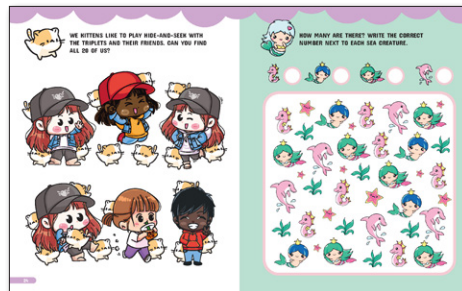 WE KITTENS LIKE TO PLAY HIDE-AND-SEEK WITH
THE TRIPLETS AND THEIR FRIENDS. CAN YOU FIND
ALL 26 OF US?
HOW MANY ARE THERE? WRITE THE CORRECT
NUMBER NEXT TO EACH SEA CREATURE.